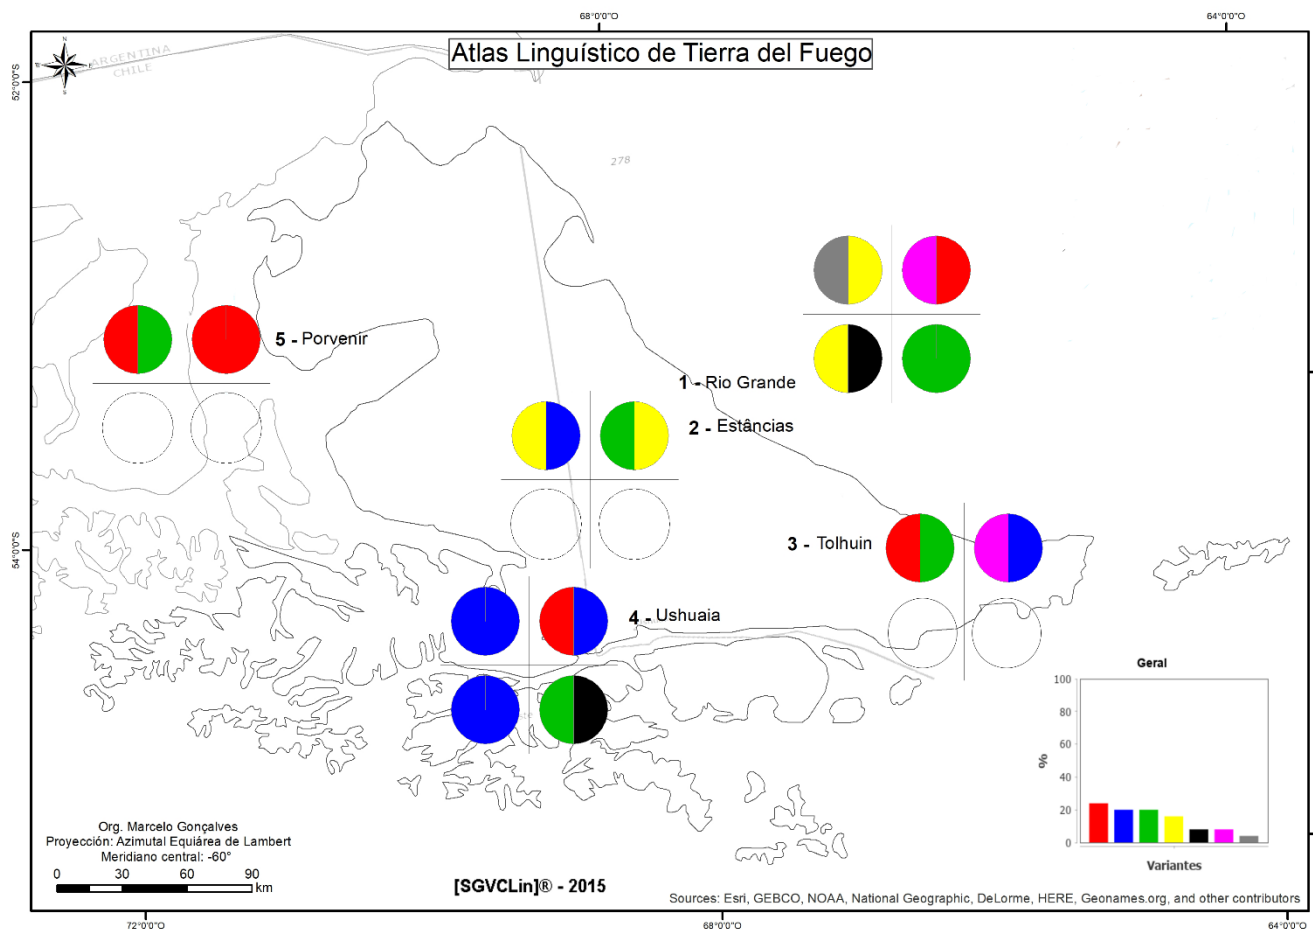 68°0'0"O
64°0'0"O
N
ARGENTINA
CHILE
Atlas Linguístico de Tierra del Fuego
52°0'0"S
278
5 - Porvenir
1 - Rio Grande
2 - Estâncias
3 - Tolhuin
54°0'0"S
4 - Ushuaia
Geral
100
80
60
40
20
0
%
Variantes
Org. Marcelo Gonçalves
Proyección: Azimutal Equiárea de Lambert
Meridiano central: -60°
0 30 60 90
km
[SGVCLin]® - 2015
Sources: Esri, GEBCO, NOAA, National Geographic, DeLorme, HERE, Geonames.org, and other contributors
72°0'0"O
68°0'0"O
64°0'0"O